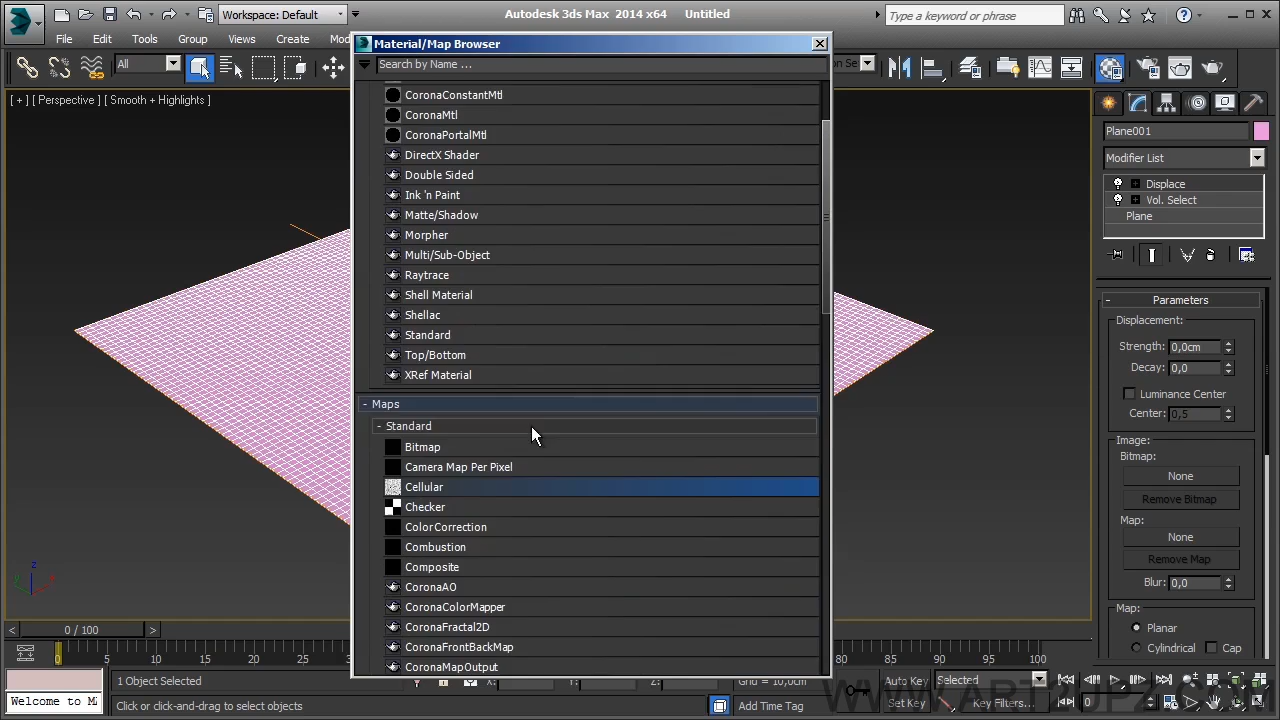 Workspace: Default
Autodesk 3ds Max 2014 x64 Untitled
Type a keyword or phrase
File
Edit
Tools
Group
Views
Create
All
[ + ] [ Perspective ] [ Smooth + Highlights ]
Material/Map Browser
Search by Name ...
CoronaConstantMtl
CoronaMtl
CoronaPortalMtl
DirectX Shader
Double Sided
Ink 'n Paint
Matte/Shadow
Morpher
Multi/Sub-Object
Raytrace
Shell Material
Shellac
Standard
Top/Bottom
XRef Material
- Maps
- Standard
Bitmap
Camera Map Per Pixel
Cellular
Checker
ColorCorrection
Combustion
Composite
CoronaAO
CoronaColorMapper
CoronaFractal2D
CoronaFrontBackMap
CoronaMapOutput
Plane001
Modifier List
Displace
Vol. Select
Plane
- Parameters
Displacement:
Strength: 0,0cm
Decay: 0,0
Luminance Center
Center: 0,5
Image:
Bitmap:
None
Remove Bitmap
Map:
None
Remove Map
Blur: 0,0
Map:
Planar
Cylindrical Cap
z
0 / 100
0 5 10 15 20 25
80 85 90 95 100
1 Object Selected
Welcome to M
Click or click-and-drag to select objects
X: Y: Z: Grid = 10,0cm
Add Time Tag
Auto Key Selected
Set Key Key Filters... 0
WWW.ART2UPZ.COM